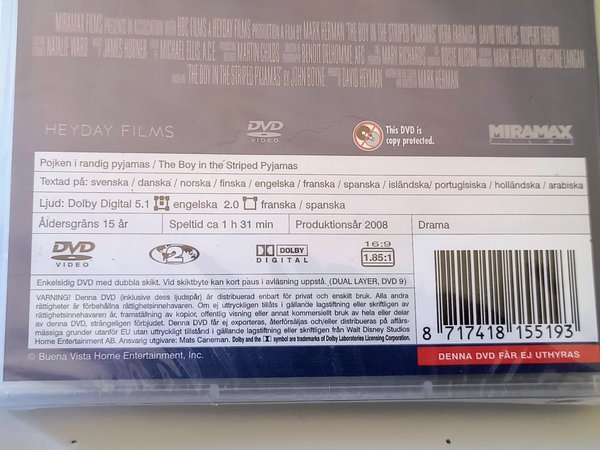 MIRAMAX FILMS PRESENTS IN ASSOCIATION WITH BBC FILMS A HEYDAY FILMS PRODUCTION A FILM BY MARK HERMAN "THE BOY IN THE STRIPED PYJAMAS" VERA FARMIGA DAVID THEWLIS RUPERT FRIEND
NATALIE WARD JAMES HORNER MICHAEL ELLIS A.C.E. MARTIN CHILDS BENOÎT DELHOMME AFC MARY RICHARDS ROSIE ALISON MARK HERMAN CHRISTINE LANGAN
"THE BOY IN THE STRIPED PYJAMAS" BY JOHN BOYNE DAVID HEYMAN MARK HERMAN
HEYDAY FILMS
DVD
VIDEO
This DVD is
copy protected.
MIRAMAX
FILMS
Pojken i randig pyjamas / The Boy in the Striped Pyjamas
Textad på: svenska / danska / norska / finska / engelska / franska / spanska / isländska/ portugisiska / holländska / arabiska
Ljud: Dolby Digital 5.1 engelska 2.0 franska / spanska
Åldersgräns 15 år
Speltid ca 1 h 31 min
Produktionsår 2008
Drama
DVD
VIDEO
2
DOLBY
DIGITAL
16:9
1.85:1
Enkelsidig DVD med dubbla skikt. Vid skiktbyte kan kort paus i avläsning uppstå. (DUAL LAYER, DVD 9)
VARNING! Denna DVD (inklusive dess ljudspår) är distribuerad enbart för privat och enskilt bruk. Alla andra
rättigheter är förbehållna rättighetsinnehavaren. Om ej uttryckligen tillåts i gällande lagstiftning eller skriftligen av
rättighetsinnehavaren, är framställning av kopior, offentlig visning eller annat kommersiellt bruk av hela eller delar
av denna DVD, strängeligen förbjudet. Denna DVD får ej exporteras, återförsäljas och/eller distribueras på affärs-
mässiga grunder utanför EU utan uttryckligt tillstånd i gällande lagstiftning eller skriftligen från Walt Disney Studios
Home Entertainment AB. Ansvarig utgivare: Mats Caneman. Dolby and the symbol are trademarks of Dolby Laboratories Licensing Corporation.
8 717418 155193
DENNA DVD FÅR EJ UTHYRAS
© Buena Vista Home Entertainment, Inc.